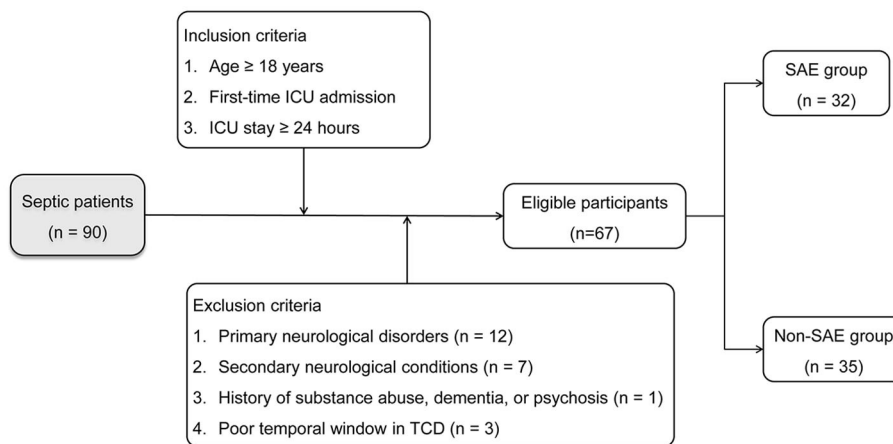 Inclusion criteria
1. Age ≥ 18 years
2. First-time ICU admission
3. ICU stay ≥ 24 hours
SAE group
(n = 32)
Septic patients
(n = 90)
Eligible participants
(n=67)
Exclusion criteria
1. Primary neurological disorders (n = 12)
2. Secondary neurological conditions (n = 7)
3. History of substance abuse, dementia, or psychosis (n = 1)
4. Poor temporal window in TCD (n = 3)
Non-SAE group
(n = 35)